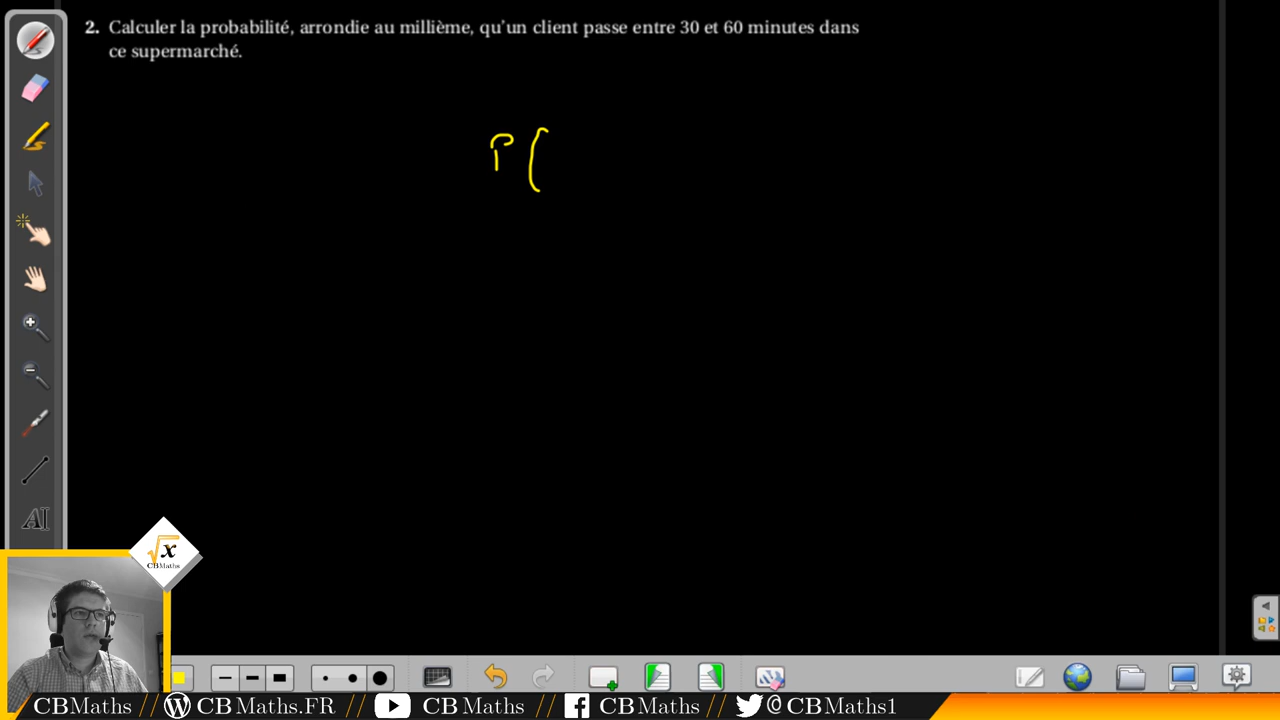 2. Calculer la probabilité, arrondie au millième, qu'un client passe entre 30 et 60 minutes dans
ce supermarché.
P(
AI
√x
CBMaths
CBMaths // CBMaths.FR // CBMaths // CBMaths // @CBMaths1